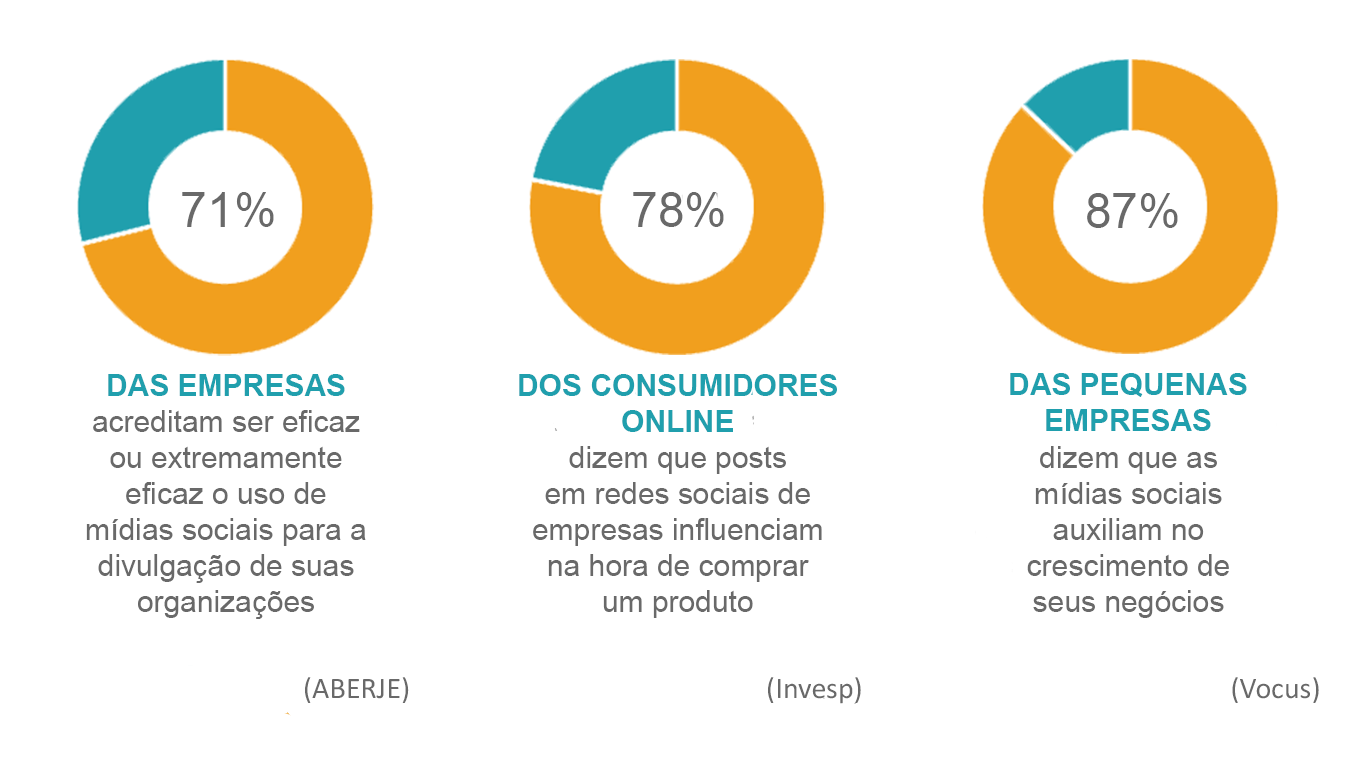 71%
DAS EMPRESAS
acreditam ser eficaz
ou extremamente
eficaz o uso de
mídias sociais para a
divulgação de suas
organizações
(ABERJE)
78%
DOS CONSUMIDORES
ONLINE
dizem que posts
em redes sociais de
empresas influenciam
na hora de comprar
um produto
(Invesp)
87%
DAS PEQUENAS
EMPRESAS
dizem que as
mídias sociais
auxiliam no
crescimento de
seus negócios
(Vocus)